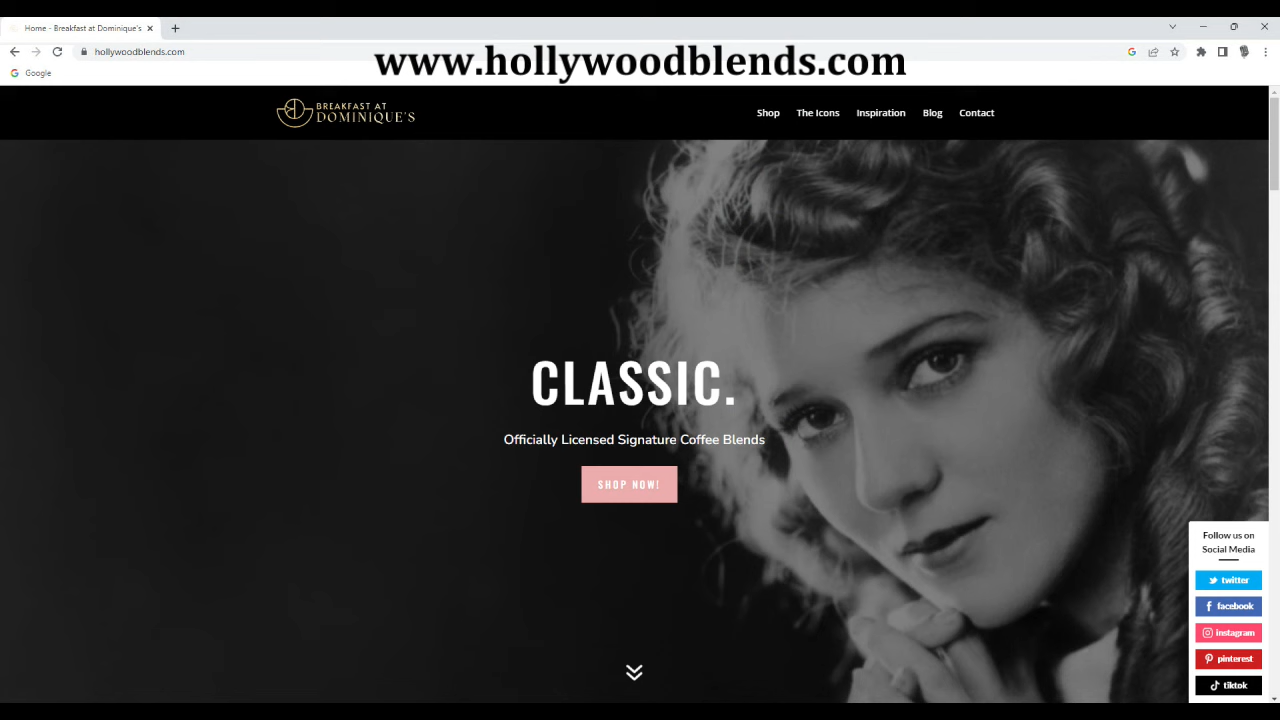 Home - Breakfast at Dominique's
hollywoodblends.com
www.hollywoodblends.com
Google
BREAKFAST AT
DOMINIQUE'S
Shop
The Icons
Inspiration
Blog
Contact
CLASSIC.
Officially Licensed Signature Coffee Blends
SHOP NOW!
Follow us on
Social Media
twitter
facebook
instagram
pinterest
tiktok